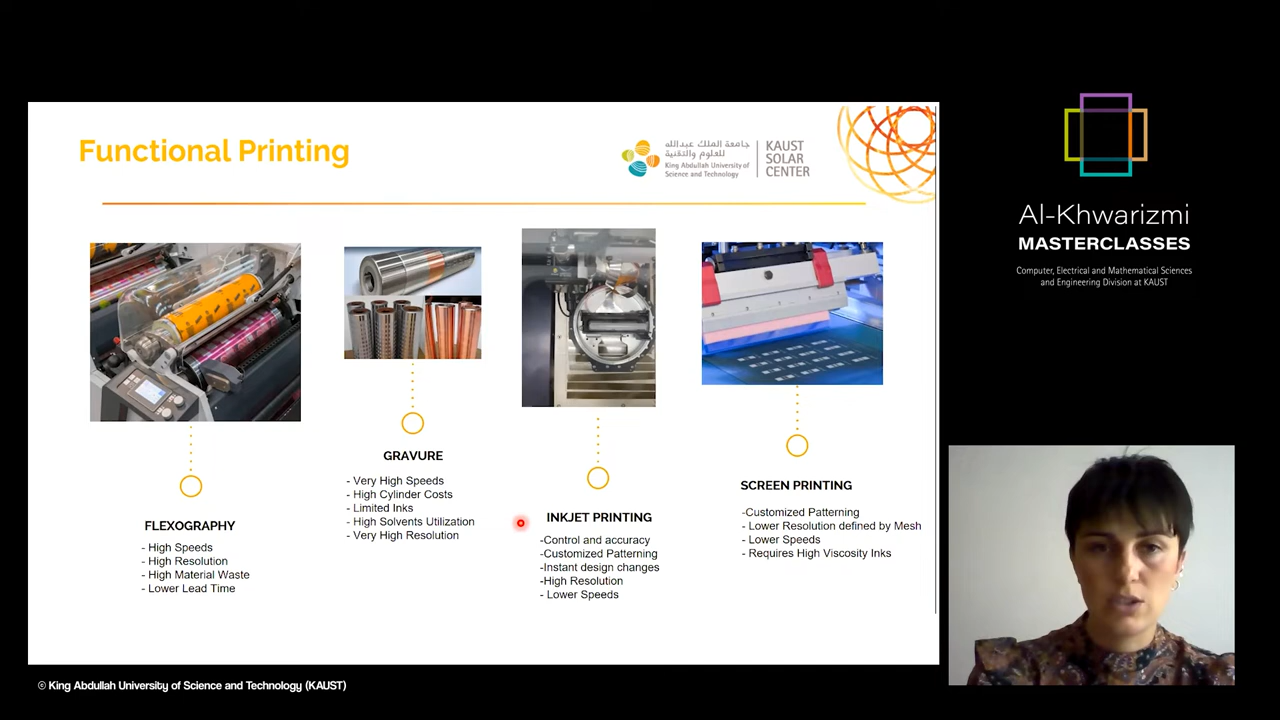 Functional Printing
جامعة الملك عبدالله
للعلوم والتقنية
King Abdullah University of
Science and Technology
KAUST
SOLAR
CENTER
FLEXOGRAPHY
- High Speeds
- High Resolution
- High Material Waste
- Lower Lead Time
GRAVURE
- Very High Speeds
- High Cylinder Costs
- Limited Inks
- High Solvents Utilization
- Very High Resolution
INKJET PRINTING
-Control and accuracy
-Customized Patterning
-Instant design changes
-High Resolution
- Lower Speeds
SCREEN PRINTING
-Customized Patterning
- Lower Resolution defined by Mesh
- Lower Speeds
- Requires High Viscosity Inks
Al-Khwarizmi
MASTERCLASSES
Computer, Electrical and Mathematical Sciences
and Engineering Division at KAUST
© King Abdullah University of Science and Technology (KAUST)